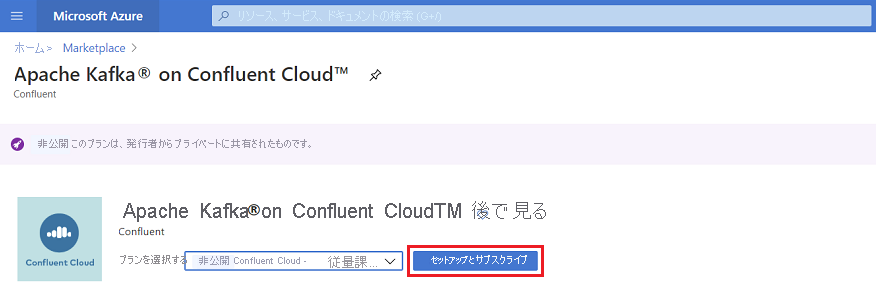 Microsoft Azure
リソース、サービス、ドキュメントの検索 (G+/)
ホーム >
Marketplace >
Apache Kafka® on Confluent Cloud™
Confluent
非公開 このプランは、発行者からプライベートに共有されたものです。
Apache Kafka®on Confluent CloudTM 後で見る
Confluent
Confluent Cloud
プランを選択する
非公開 Confluent Cloud - 従量課...
セットアップとサブスクライブ